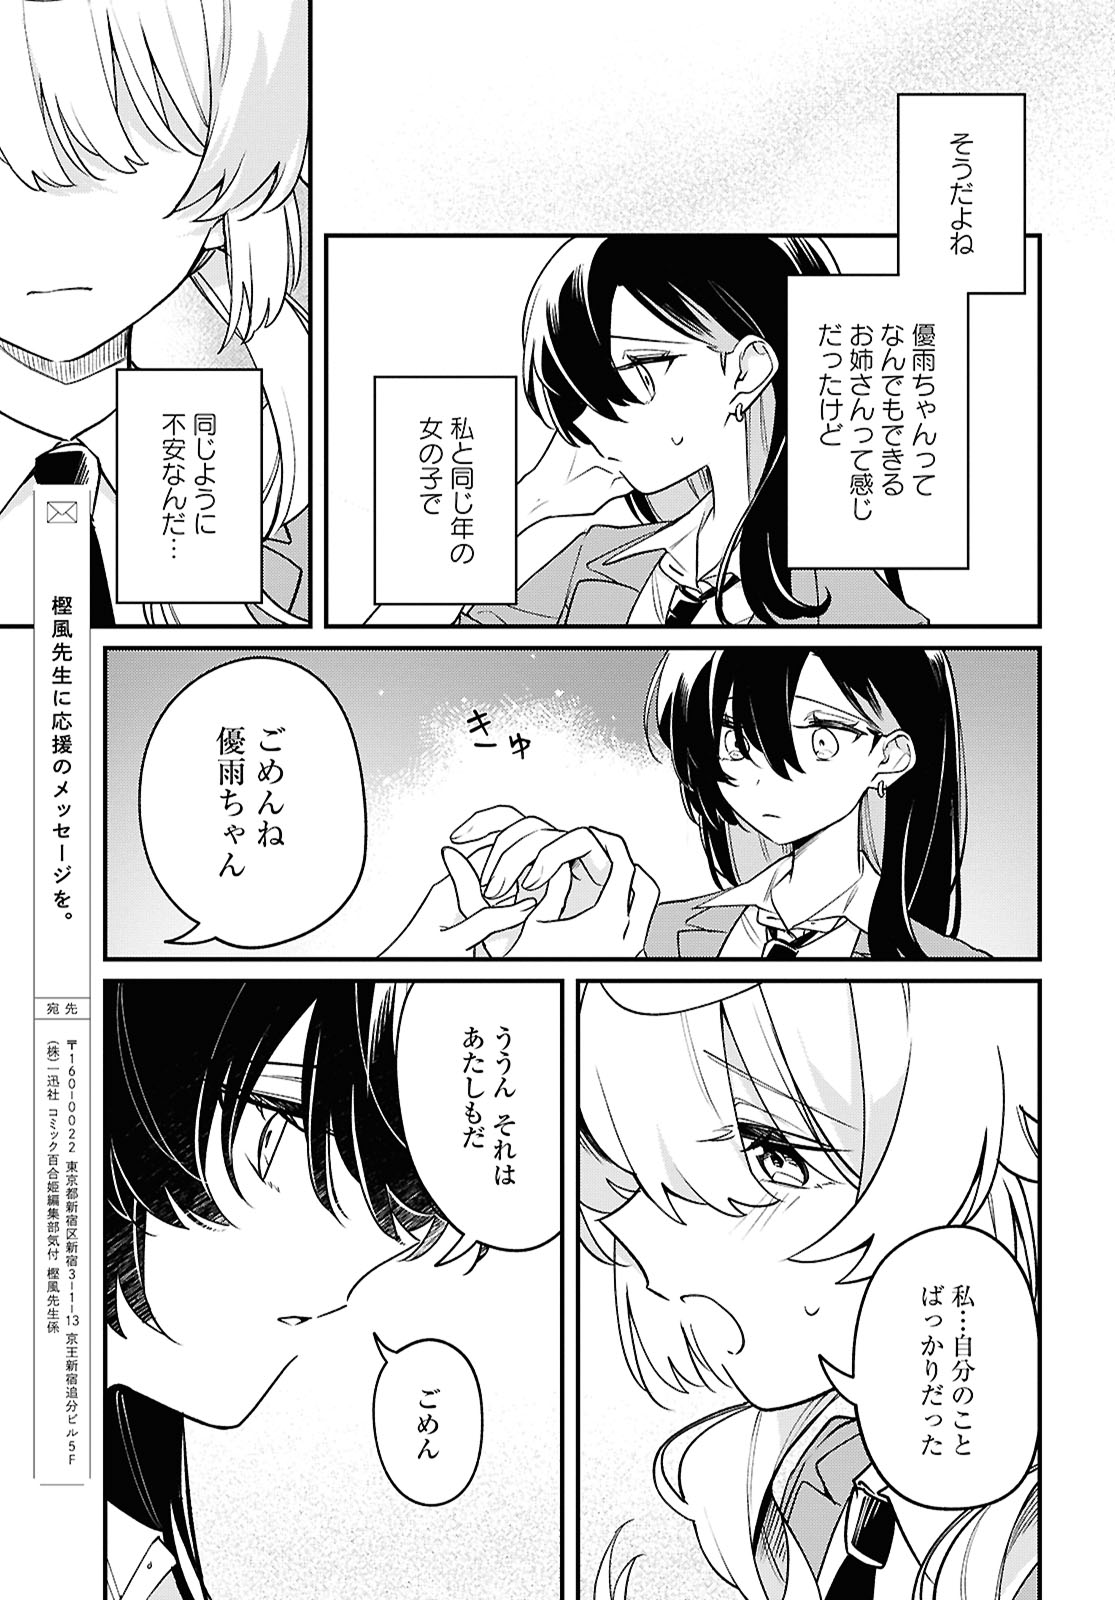 そうだよね
優雨ちゃんって
なんでもできる
お姉さんって感じ
だったけど
私と同じ年の
女の子で
同じように
不安なんだ…
きゅ
ごめんね
優雨ちゃん
私…自分のこと
ばっかりだった
ううん それは
あたしもだ
ごめん
樫風先生に応援のメッセージを。
宛先
〒160-0022 東京都新宿区新宿3-1-13 京王新宿追分ビル5F
(株)一迅社 コミック百合姫編集部気付 樫風先生係